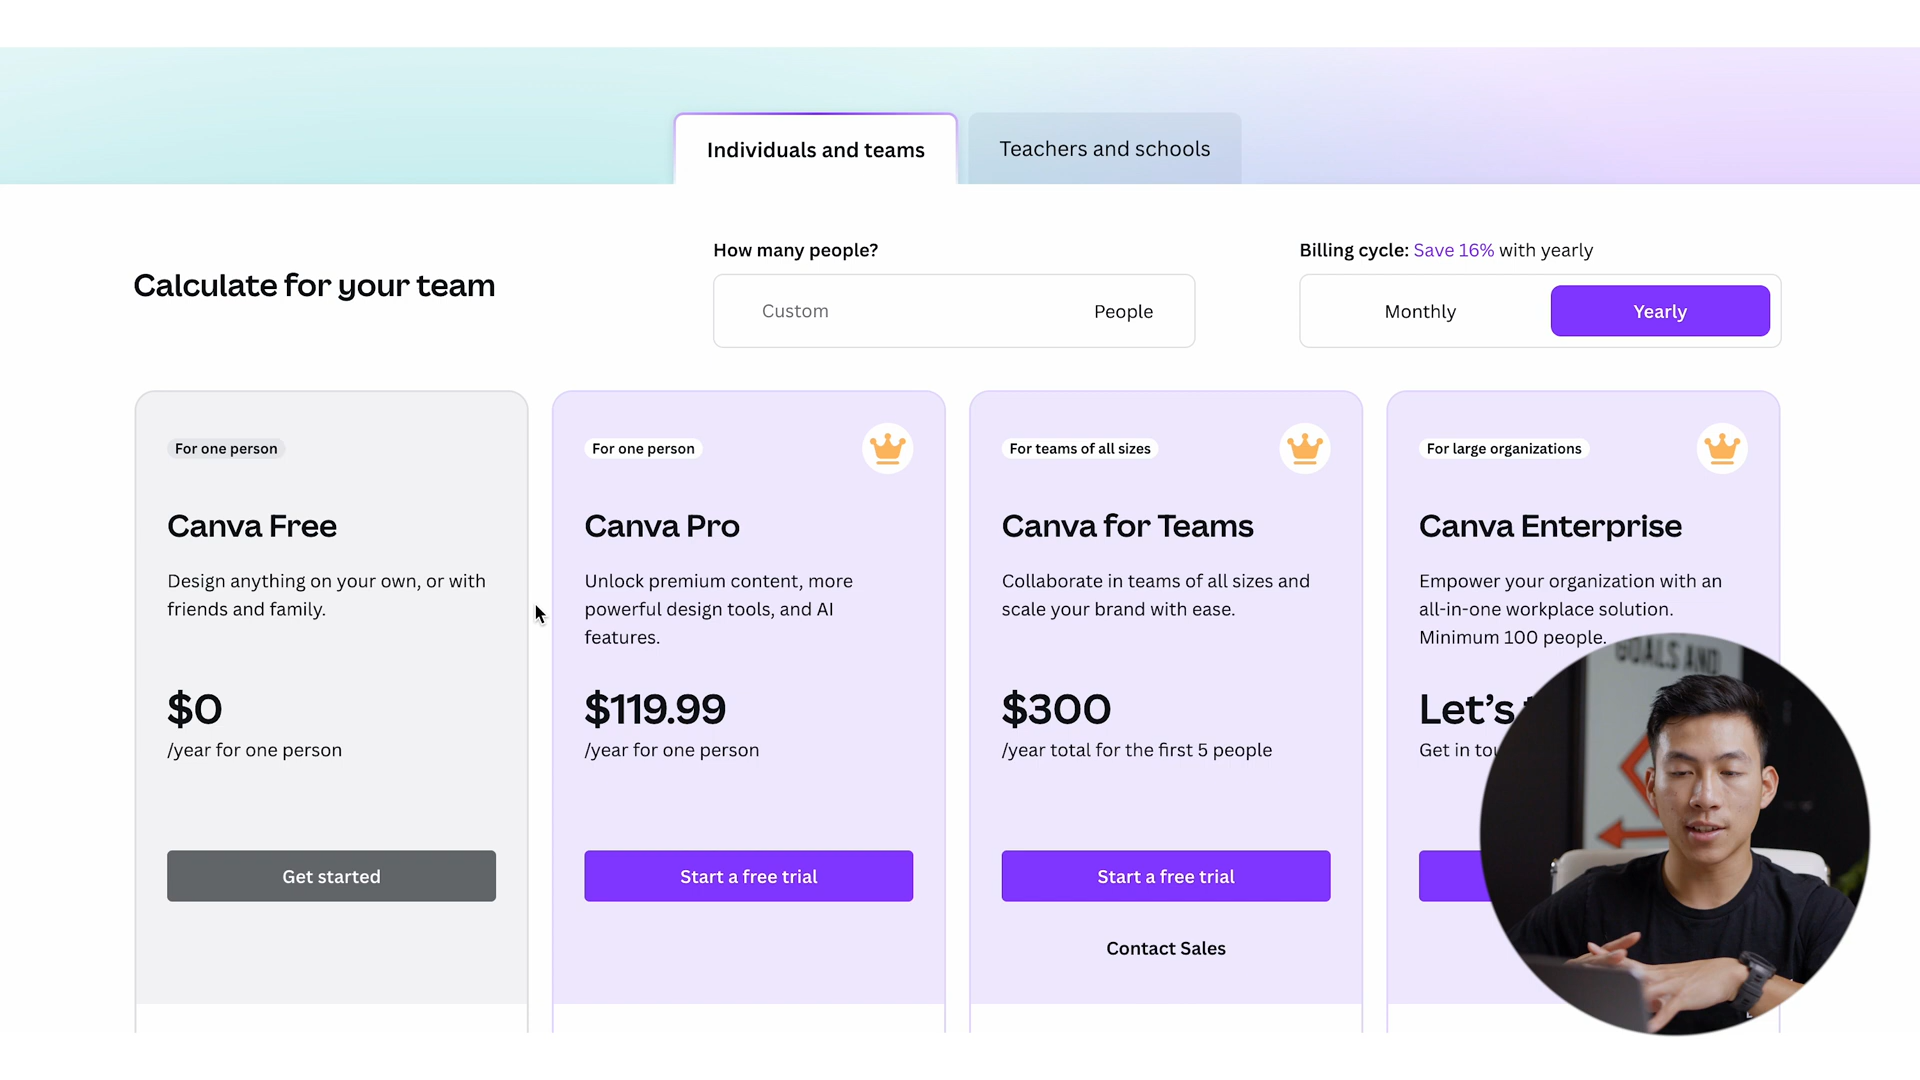 Individuals and teams
Teachers and schools
Calculate for your team
How many people?
Custom
People
Billing cycle: Save 16% with yearly
Monthly
Yearly
For one person
Canva Free
Design anything on your own, or with
friends and family.
$0
/year for one person
Get started
For one person
Canva Pro
Unlock premium content, more
powerful design tools, and AI
features.
$119.99
/year for one person
Start a free trial
For teams of all sizes
Canva for Teams
Collaborate in teams of all sizes and
scale your brand with ease.
$300
/year total for the first 5 people
Start a free trial
Contact Sales
For large organizations
Canva Enterprise
Empower your organization with an
all-in-one workplace solution.
Minimum 100 people.
Let's
Get in
GOALS AND